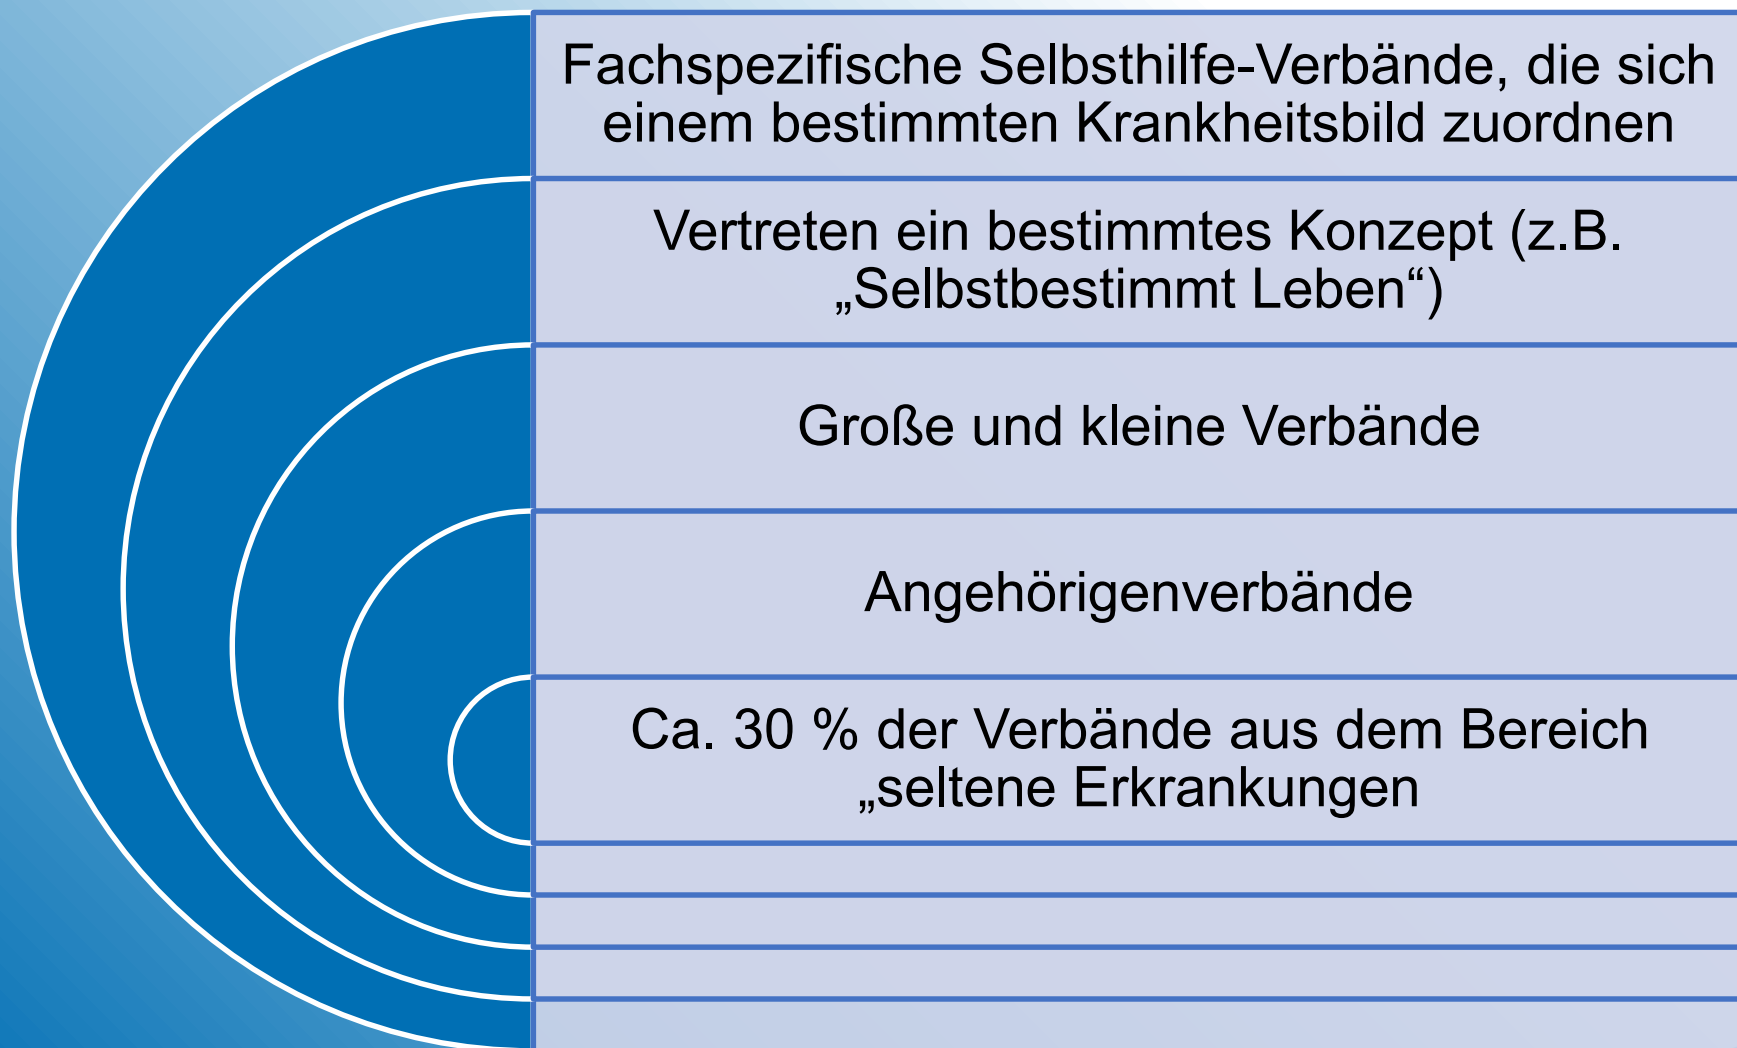 Fachspezifische Selbsthilfe-Verbände, die sich
einem bestimmten Krankheitsbild zuordnen
Vertreten ein bestimmtes Konzept (z.B.
„Selbstbestimmt Leben“)
Große und kleine Verbände
Angehörigenverbände
Ca. 30 % der Verbände aus dem Bereich
„seltene Erkrankungen